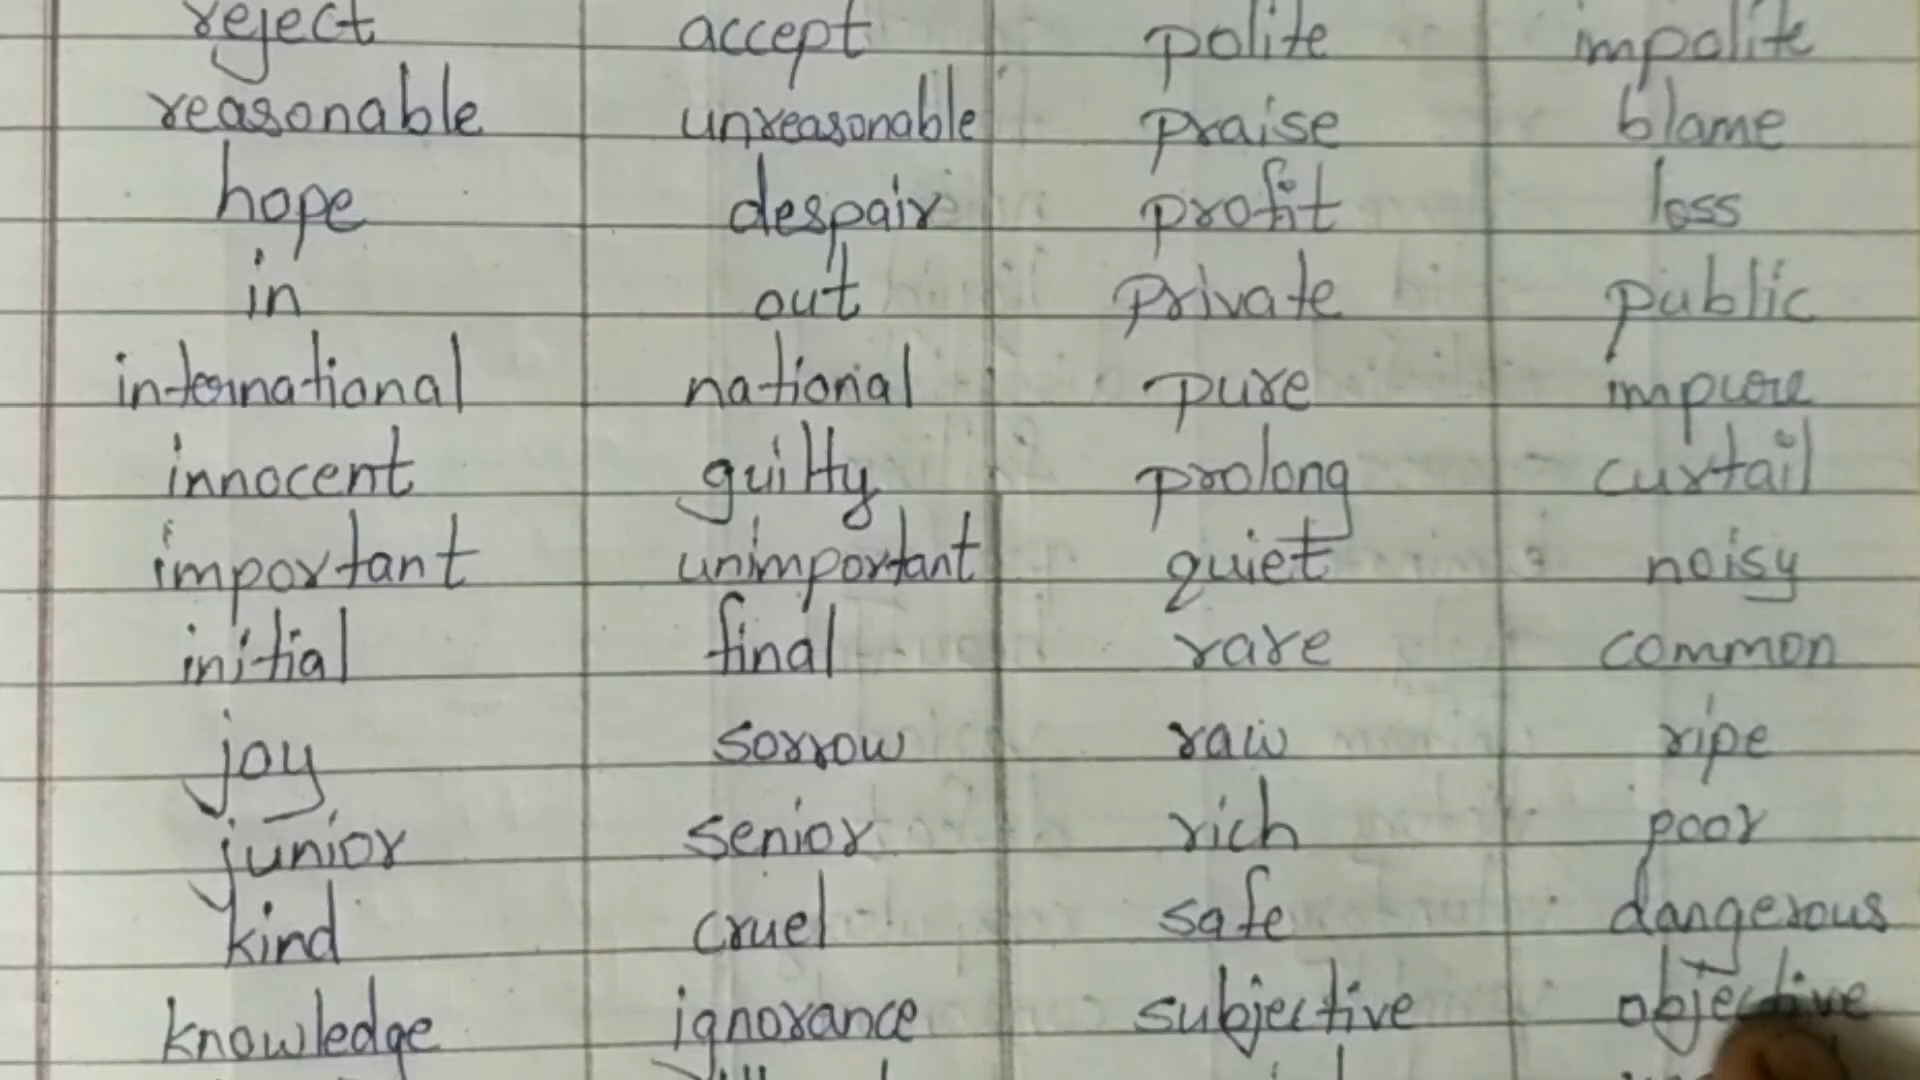 reject accept polite impolite
reasonable unreasonable praise blame
hope despair profit loss
in out private public
international national pure impure
innocent guilty prolong curtail
important unimportant quiet noisy
initial final rare common
joy sorrow raw ripe
junior senior rich poor
kind cruel safe dangerous
knowledge ignorance subjective objective